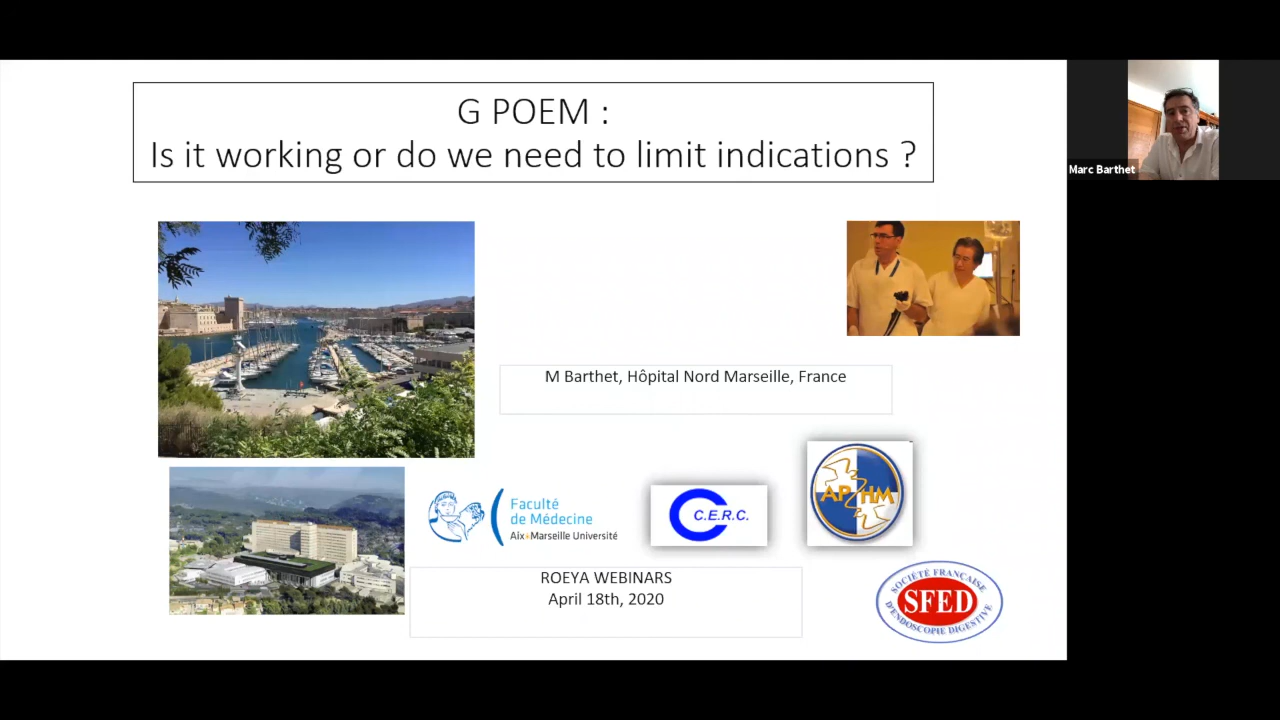 G POEM :
Is it working or do we need to limit indications ?
Marc Barthet
M Barthet, Hôpital Nord Marseille, France
Faculté
de Médecine
Aix+Marseille Université
C.E.R.C.
AP HM
ROEYA WEBINARS
April 18th, 2020
SOCIÉTÉ FRANÇAISE
SFED
D'ENDOSCOPIE DIGESTIVE